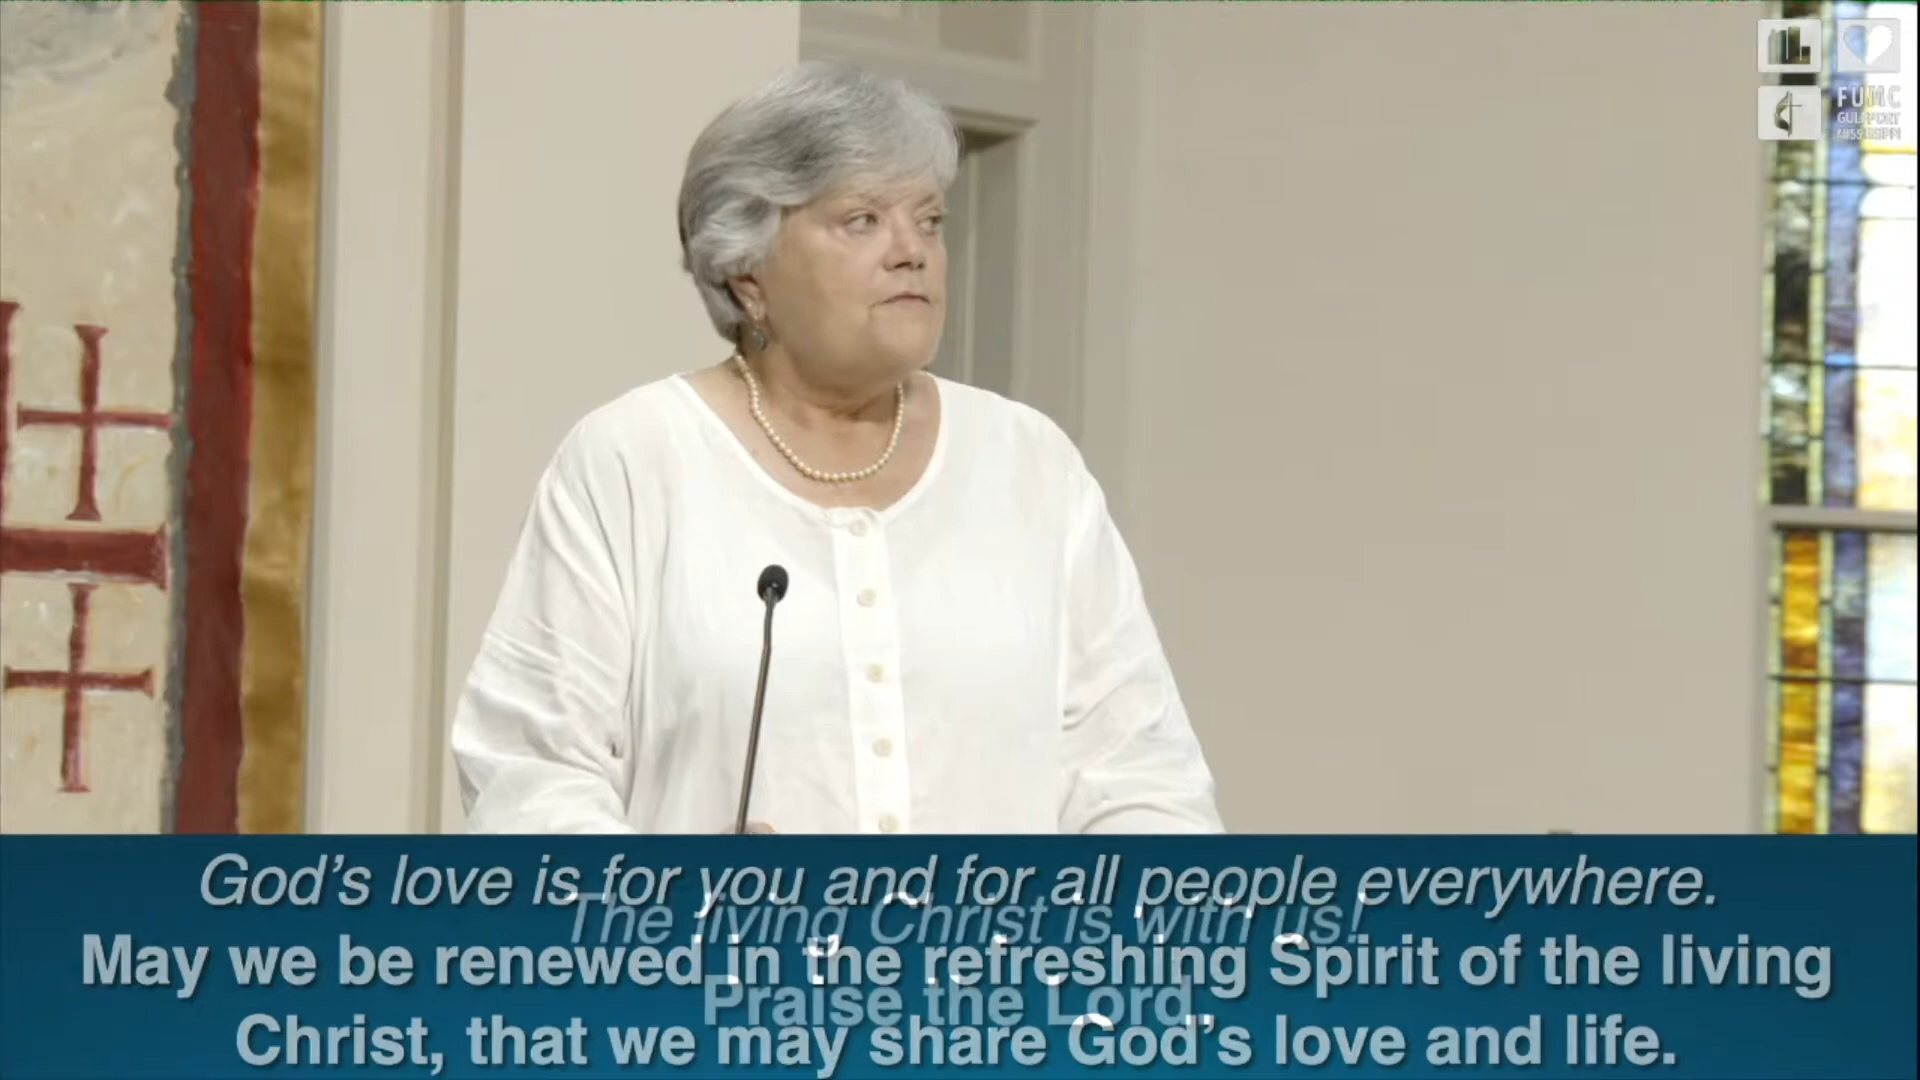 FUMC
GULFPORT
MISSISSIPPI
God's love is for you and for all people everywhere.
The living Christ is with us!
May we be renewed in the refreshing Spirit of the living
Praise the Lord.
Christ, that we may share God's love and life.